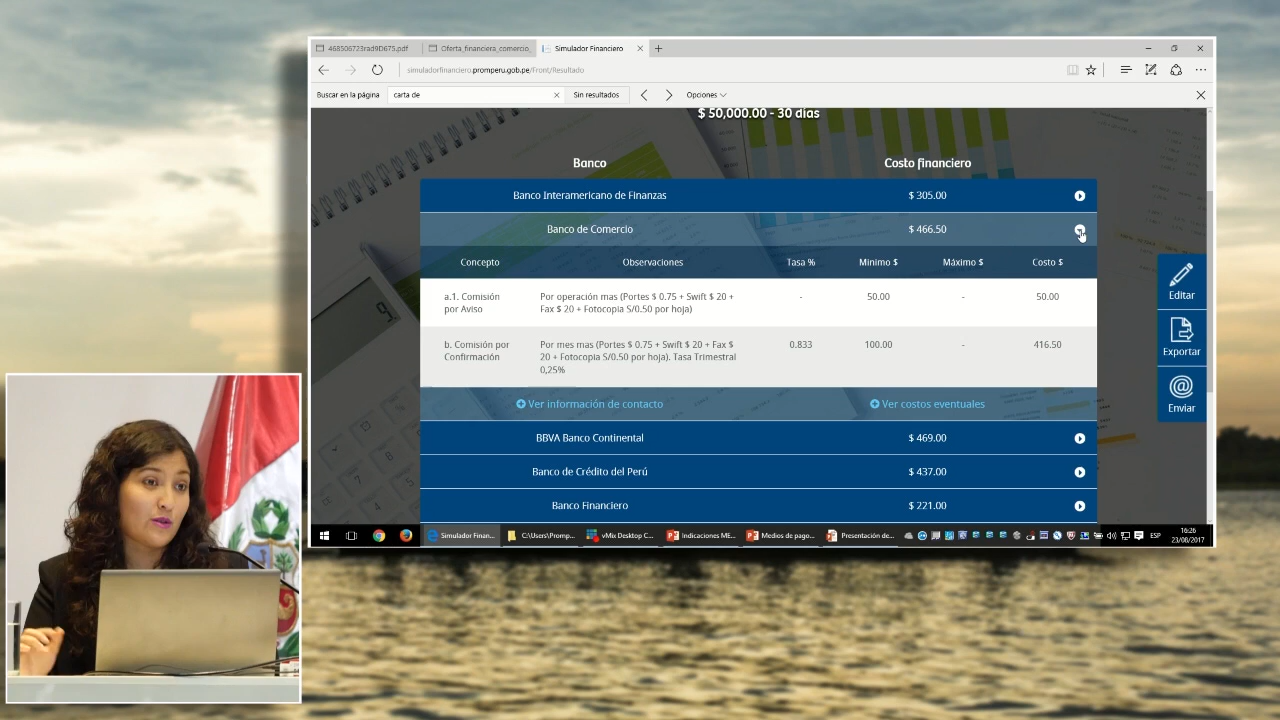 468506723rad9D675.pdf
Oferta_financiera_comercio_
Simulador Financiero
simuladorfinanciero.promperu.gob.pe/Front/Resultado
Buscar en la página
carta de
Sin resultados
Opciones
$ 50,000.00 - 30 días
Banco
Costo financiero
Banco Interamericano de Finanzas
$ 305.00
Banco de Comercio
$ 466.50
Concepto
Observaciones
Tasa %
Mínimo $
Máximo $
Costo $
a.1. Comisión
por Aviso
Por operación mas (Portes $ 0.75 + Swift $ 20 +
Fax $ 20 + Fotocopia S/0.50 por hoja)
-
50.00
-
50.00
b. Comisión por
Confirmación
Por mes mas (Portes $ 0.75 + Swift $ 20 + Fax $
20 + Fotocopia S/0.50 por hoja). Tasa Trimestral
0,25%
0.833
100.00
-
416.50
Ver información de contacto
Ver costos eventuales
BBVA Banco Continental
$ 469.00
Banco de Crédito del Perú
$ 437.00
Banco Financiero
$ 221.00
Editar
Exportar
Enviar
Simulador Finan...
C:\Users\Promp...
vMix Desktop C...
Indicaciones ME...
Medios de pago...
Presentación de...
ESP
16:26
23/08/2017